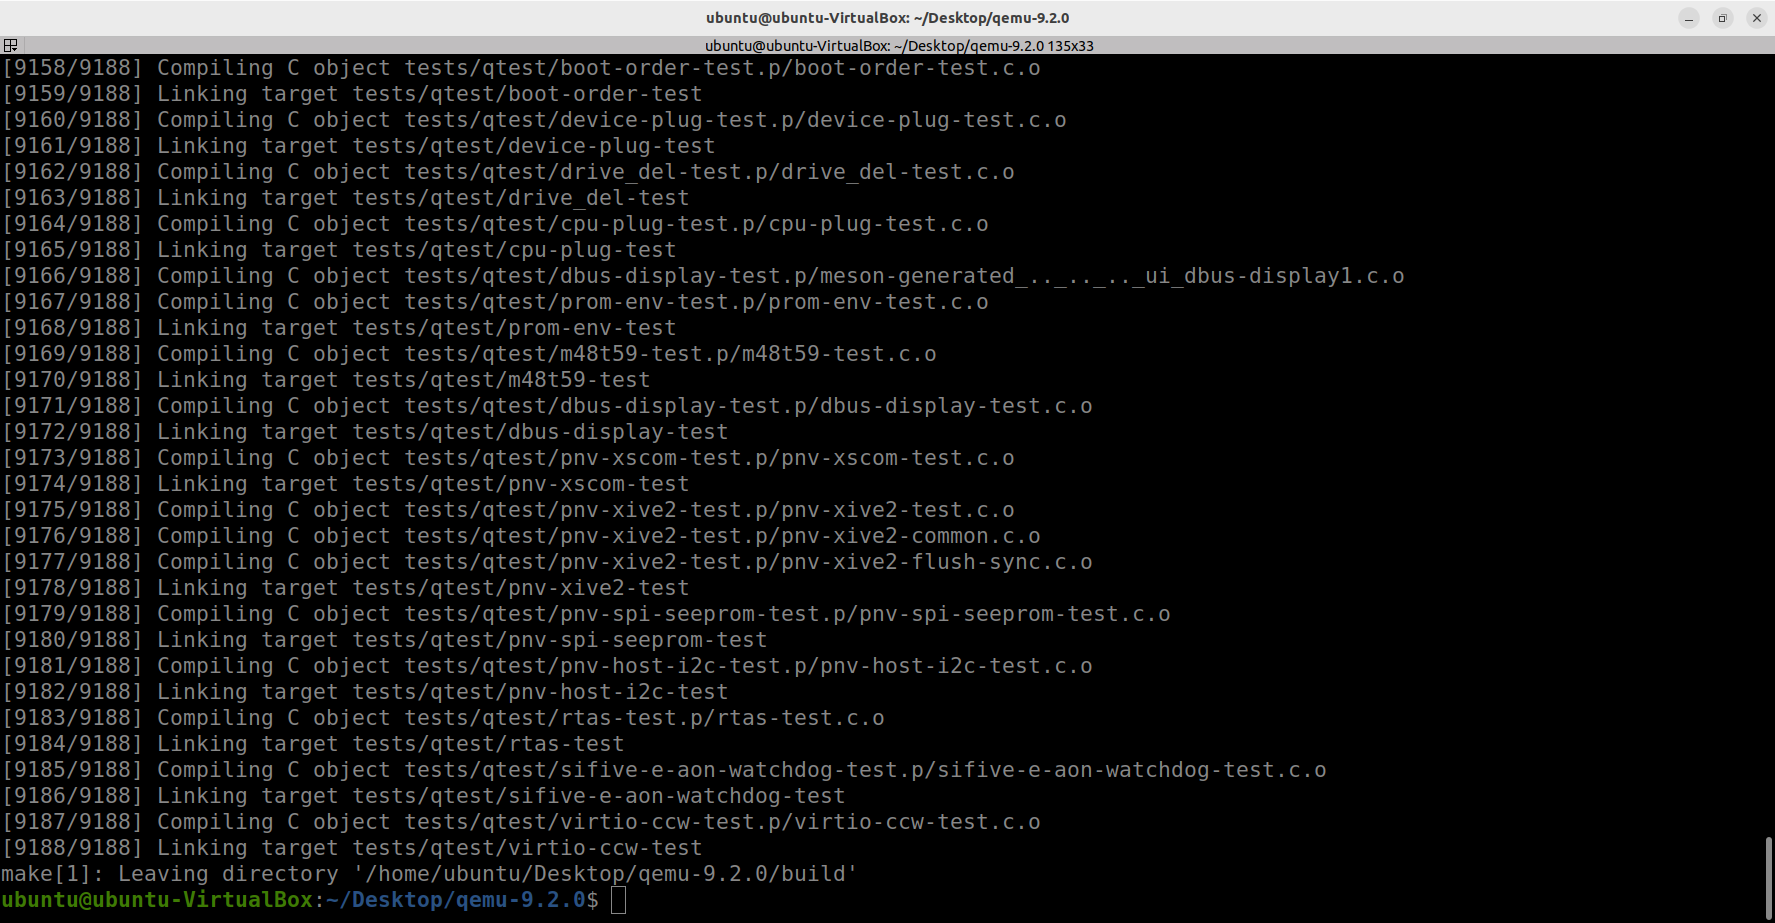 ubuntu@ubuntu-VirtualBox: ~/Desktop/qemu-9.2.0
ubuntu@ubuntu-VirtualBox: ~/Desktop/qemu-9.2.0 135x33
[9158/9188] Compiling C object tests/qtest/boot-order-test.p/boot-order-test.c.o
[9159/9188] Linking target tests/qtest/boot-order-test
[9160/9188] Compiling C object tests/qtest/device-plug-test.p/device-plug-test.c.o
[9161/9188] Linking target tests/qtest/device-plug-test
[9162/9188] Compiling C object tests/qtest/drive_del-test.p/drive_del-test.c.o
[9163/9188] Linking target tests/qtest/drive_del-test
[9164/9188] Compiling C object tests/qtest/cpu-plug-test.p/cpu-plug-test.c.o
[9165/9188] Linking target tests/qtest/cpu-plug-test
[9166/9188] Compiling C object tests/qtest/dbus-display-test.p/meson-generated_.._.._.._ui_dbus-display1.c.o
[9167/9188] Compiling C object tests/qtest/prom-env-test.p/prom-env-test.c.o
[9168/9188] Linking target tests/qtest/prom-env-test
[9169/9188] Compiling C object tests/qtest/m48t59-test.p/m48t59-test.c.o
[9170/9188] Linking target tests/qtest/m48t59-test
[9171/9188] Compiling C object tests/qtest/dbus-display-test.p/dbus-display-test.c.o
[9172/9188] Linking target tests/qtest/dbus-display-test
[9173/9188] Compiling C object tests/qtest/pnv-xscom-test.p/pnv-xscom-test.c.o
[9174/9188] Linking target tests/qtest/pnv-xscom-test
[9175/9188] Compiling C object tests/qtest/pnv-xive2-test.p/pnv-xive2-test.c.o
[9176/9188] Compiling C object tests/qtest/pnv-xive2-test.p/pnv-xive2-common.c.o
[9177/9188] Compiling C object tests/qtest/pnv-xive2-test.p/pnv-xive2-flush-sync.c.o
[9178/9188] Linking target tests/qtest/pnv-xive2-test
[9179/9188] Compiling C object tests/qtest/pnv-spi-seeprom-test.p/pnv-spi-seeprom-test.c.o
[9180/9188] Linking target tests/qtest/pnv-spi-seeprom-test
[9181/9188] Compiling C object tests/qtest/pnv-host-i2c-test.p/pnv-host-i2c-test.c.o
[9182/9188] Linking target tests/qtest/pnv-host-i2c-test
[9183/9188] Compiling C object tests/qtest/rtas-test.p/rtas-test.c.o
[9184/9188] Linking target tests/qtest/rtas-test
[9185/9188] Compiling C object tests/qtest/sifive-e-aon-watchdog-test.p/sifive-e-aon-watchdog-test.c.o
[9186/9188] Linking target tests/qtest/sifive-e-aon-watchdog-test
[9187/9188] Compiling C object tests/qtest/virtio-ccw-test.p/virtio-ccw-test.c.o
[9188/9188] Linking target tests/qtest/virtio-ccw-test
make[1]: Leaving directory '/home/ubuntu/Desktop/qemu-9.2.0/build'
ubuntu@ubuntu-VirtualBox:~/Desktop/qemu-9.2.0$